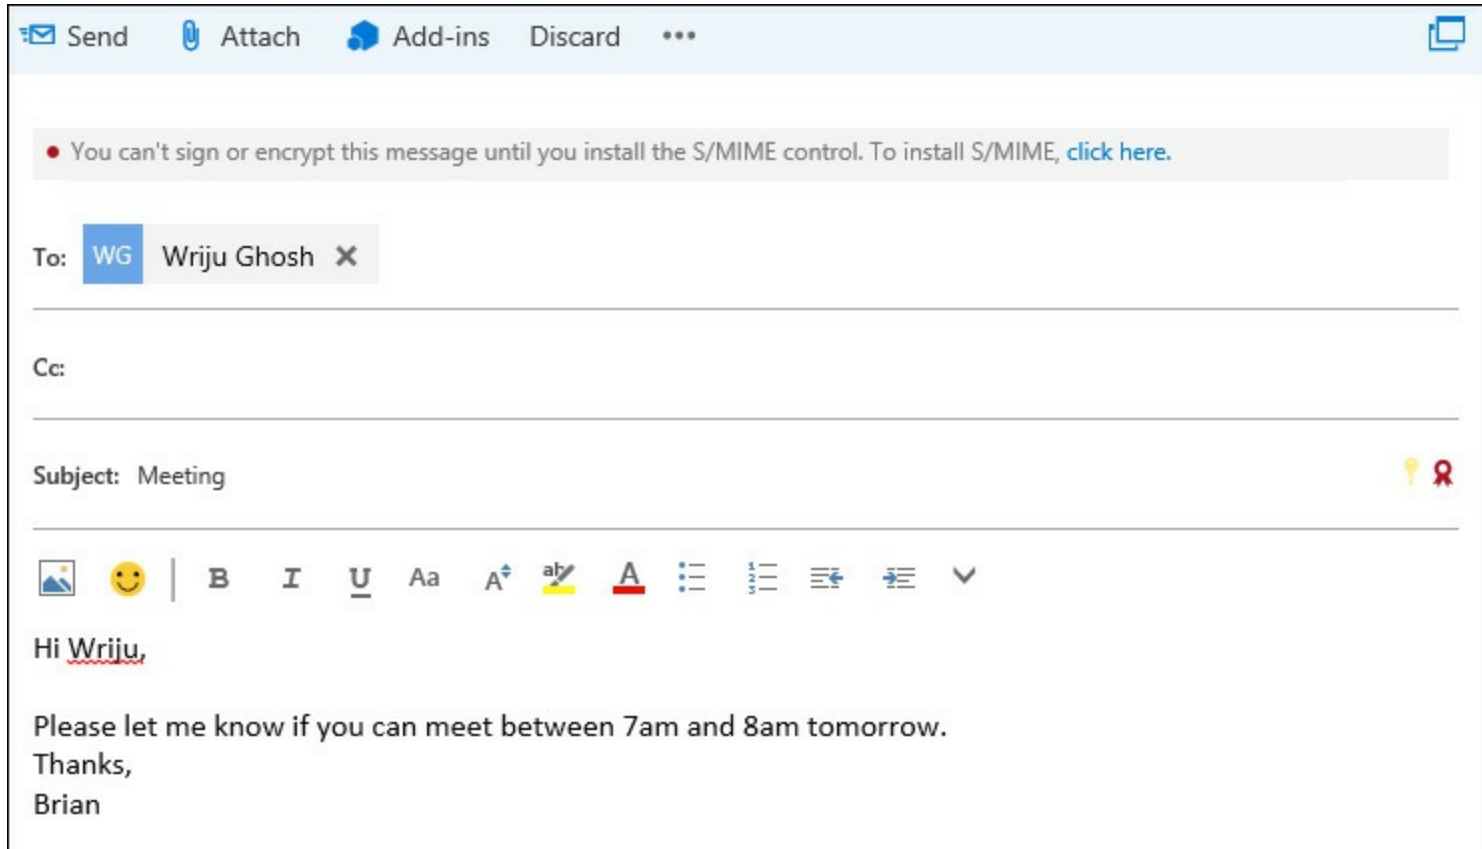 Send Attach Add-ins Discard •••
• You can't sign or encrypt this message until you install the S/MIME control. To install S/MIME, click here.
To: WG Wriju Ghosh ✕
Cc:
Subject: Meeting
B I U Aa A ab A
Hi Wriju,
Please let me know if you can meet between 7am and 8am tomorrow.
Thanks,
Brian